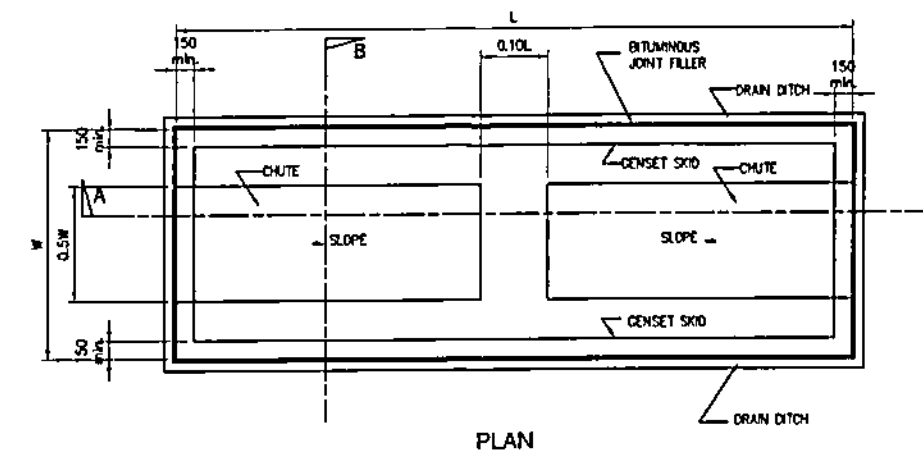 L
150
min.
B
0.10L
BITUMINOUS
JOINT FILLER
150
min.
DRAIN DITCH
150
min.
GENSET SKID
CHUTE
CHUTE
A
W
0.5W
SLOPE
SLOPE
GENSET SKID
150
min.
DRAIN DITCH
PLAN